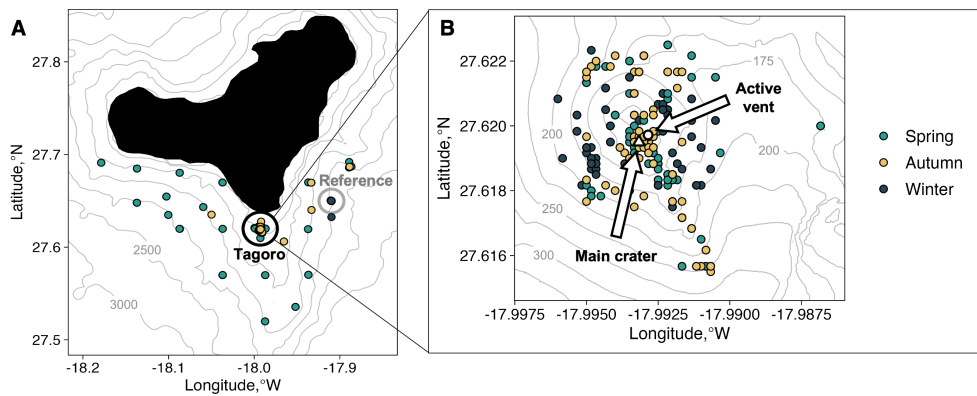 A
27.8
27.7
27.6
27.5
Latitude,°N
-18.2
-18.1
-18.0
-17.9
Longitude,°W
Reference
Tagoro
2500
3000
B
27.622
27.620
27.618
27.616
Latitude,°N
-17.9975
-17.9950
-17.9925
-17.9900
-17.9875
Longitude,°W
175
200
200
250
300
Active
vent
Main crater
Spring
Autumn
Winter